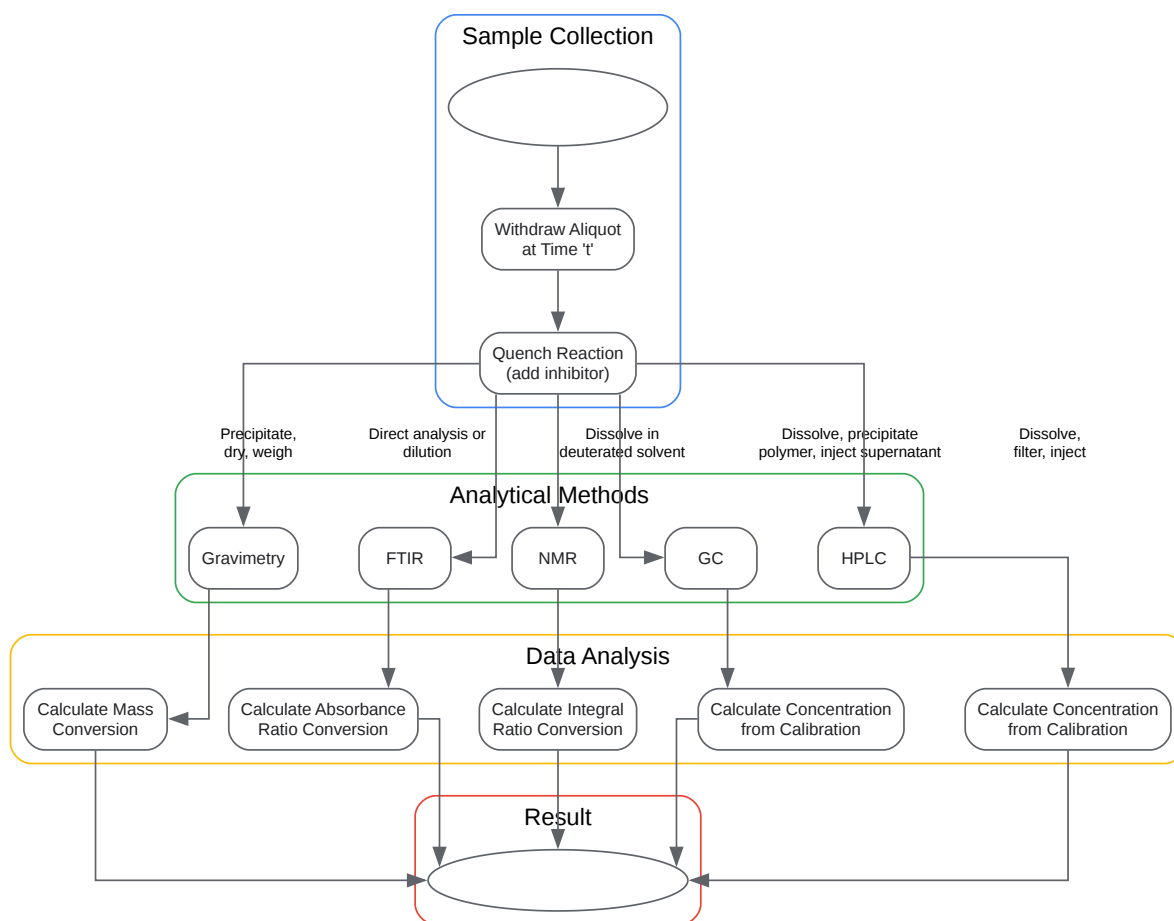 Sample Collection
Withdraw Aliquot
at Time 't'
Quench Reaction
(add inhibitor)
Precipitate,
dry, weigh
Direct analysis or
dilution
Dissolve in
deuterated solvent
Dissolve, precipitate
polymer, inject supernatant
Dissolve,
filter, inject
Analytical Methods
Gravimetry
FTIR
NMR
GC
HPLC
Data Analysis
Calculate Mass
Conversion
Calculate Absorbance
Ratio Conversion
Calculate Integral
Ratio Conversion
Calculate Concentration
from Calibration
Calculate Concentration
from Calibration
Result